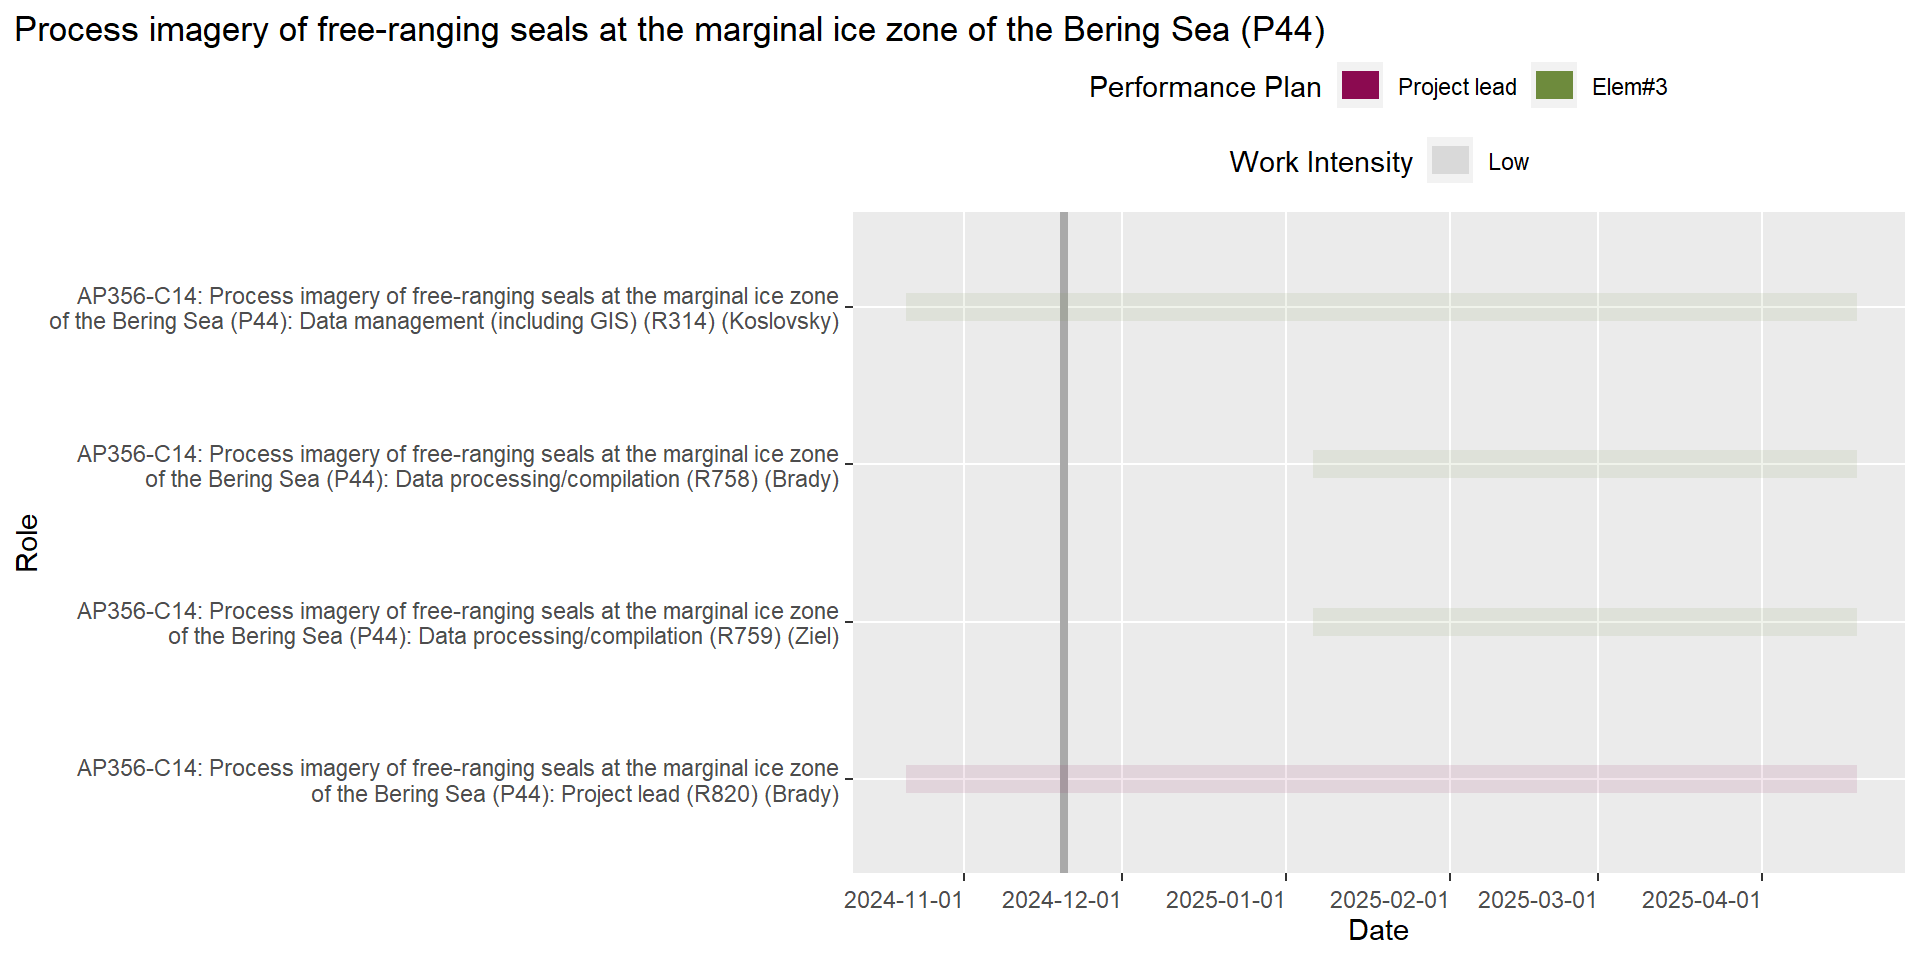 Process imagery of free-ranging seals at the marginal ice zone of the Bering Sea (P44)
Performance Plan Project lead Elem#3
Work Intensity Low
AP356-C14: Process imagery of free-ranging seals at the marginal ice zone
of the Bering Sea (P44): Data management (including GIS) (R314) (Koslovsky)
AP356-C14: Process imagery of free-ranging seals at the marginal ice zone
of the Bering Sea (P44): Data processing/compilation (R758) (Brady)
AP356-C14: Process imagery of free-ranging seals at the marginal ice zone
of the Bering Sea (P44): Data processing/compilation (R759) (Ziel)
AP356-C14: Process imagery of free-ranging seals at the marginal ice zone
of the Bering Sea (P44): Project lead (R820) (Brady)
Role
2024-11-01 2024-12-01 2025-01-01 2025-02-01 2025-03-01 2025-04-01
Date